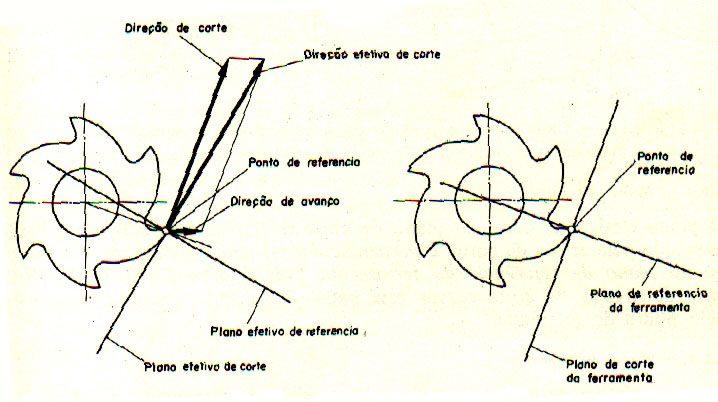 Direção de corte
Direção efetiva de corte
Ponto de referencia
Direção de avanço
Plano efetivo de referencia
Plano efetivo de corte
Ponto de
referencia
Plano de referencia
da ferramenta
Plano de corte
da ferramenta